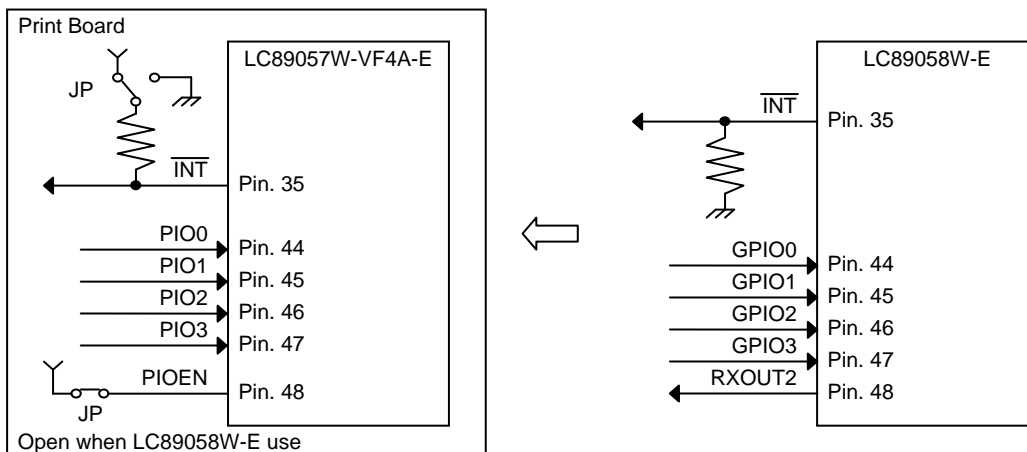 Print Board
LC89057W-VF4A-E
JP
INT
Pin. 35
PIO0
Pin. 44
PIO1
Pin. 45
PIO2
Pin. 46
PIO3
Pin. 47
PIOEN
Pin. 48
JP
Open when LC89058W-E use
LC89058W-E
INT
Pin. 35
GPIO0
Pin. 44
GPIO1
Pin. 45
GPIO2
Pin. 46
GPIO3
Pin. 47
RXOUT2
Pin. 48